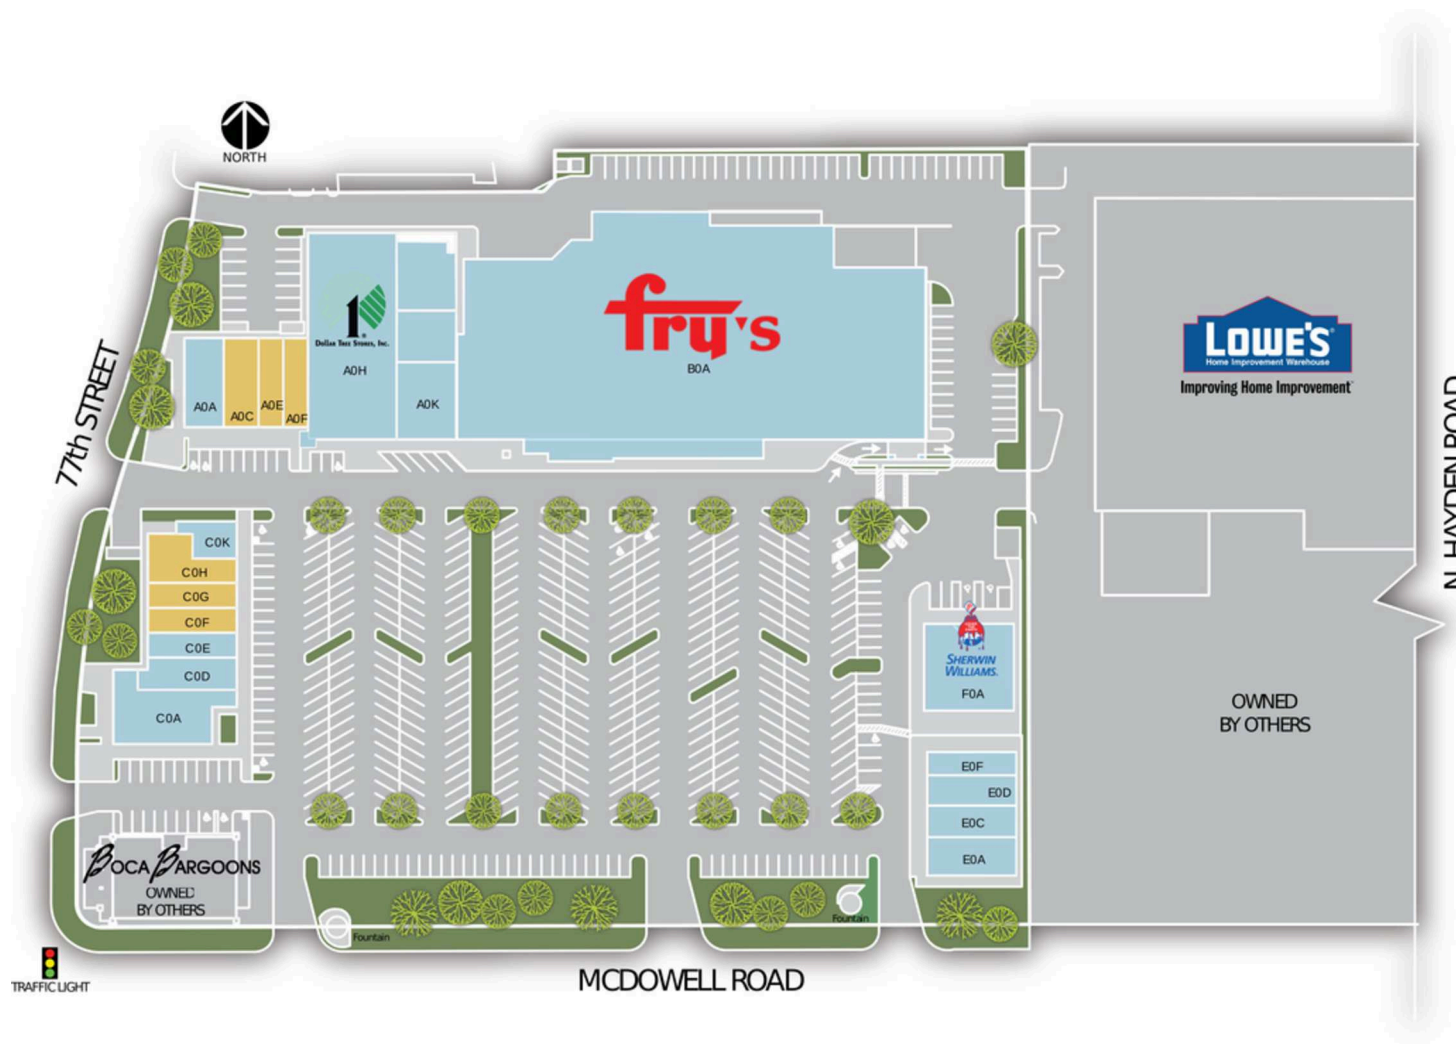 NORTH
77th STREET
1
Dollar Tree Stores, Inc.
A0H
A0A
A0C
A0E
A0F
A0K
fry's
B0A
LOWE'S
Home Improvement Warehouse
Improving Home Improvement
N. HAYDEN ROAD
C0K
C0H
C0G
C0F
C0E
C0D
C0A
SHERWIN
WILLIAMS.
F0A
OWNED
BY OTHERS
E0F
E0D
E0C
E0A
BOCA BARGOONS
OWNED
BY OTHERS
Fountain
Fountain
TRAFFIC LIGHT
MCDOWELL ROAD